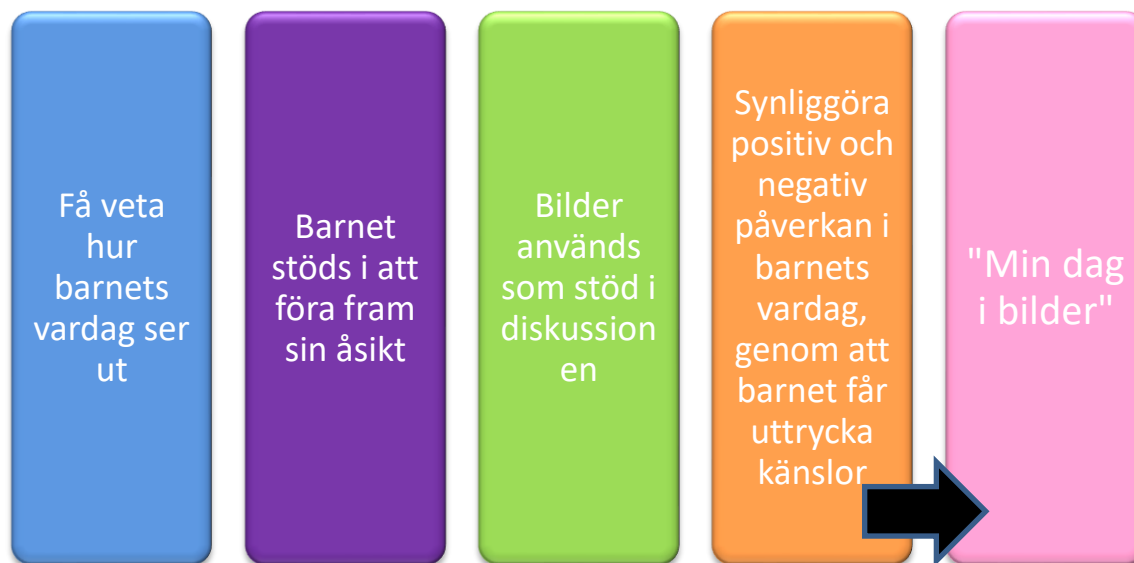 Få veta
hur
barnets
vardag ser
ut
Barnet
stöds i att
föra fram
sin åsikt
Bilder
används
som stöd i
diskussion
en
Synliggöra
positiv och
negativ
påverkan i
barnets
vardag,
genom att
barnet får
uttrycka
känslor
"Min dag
i bilder"